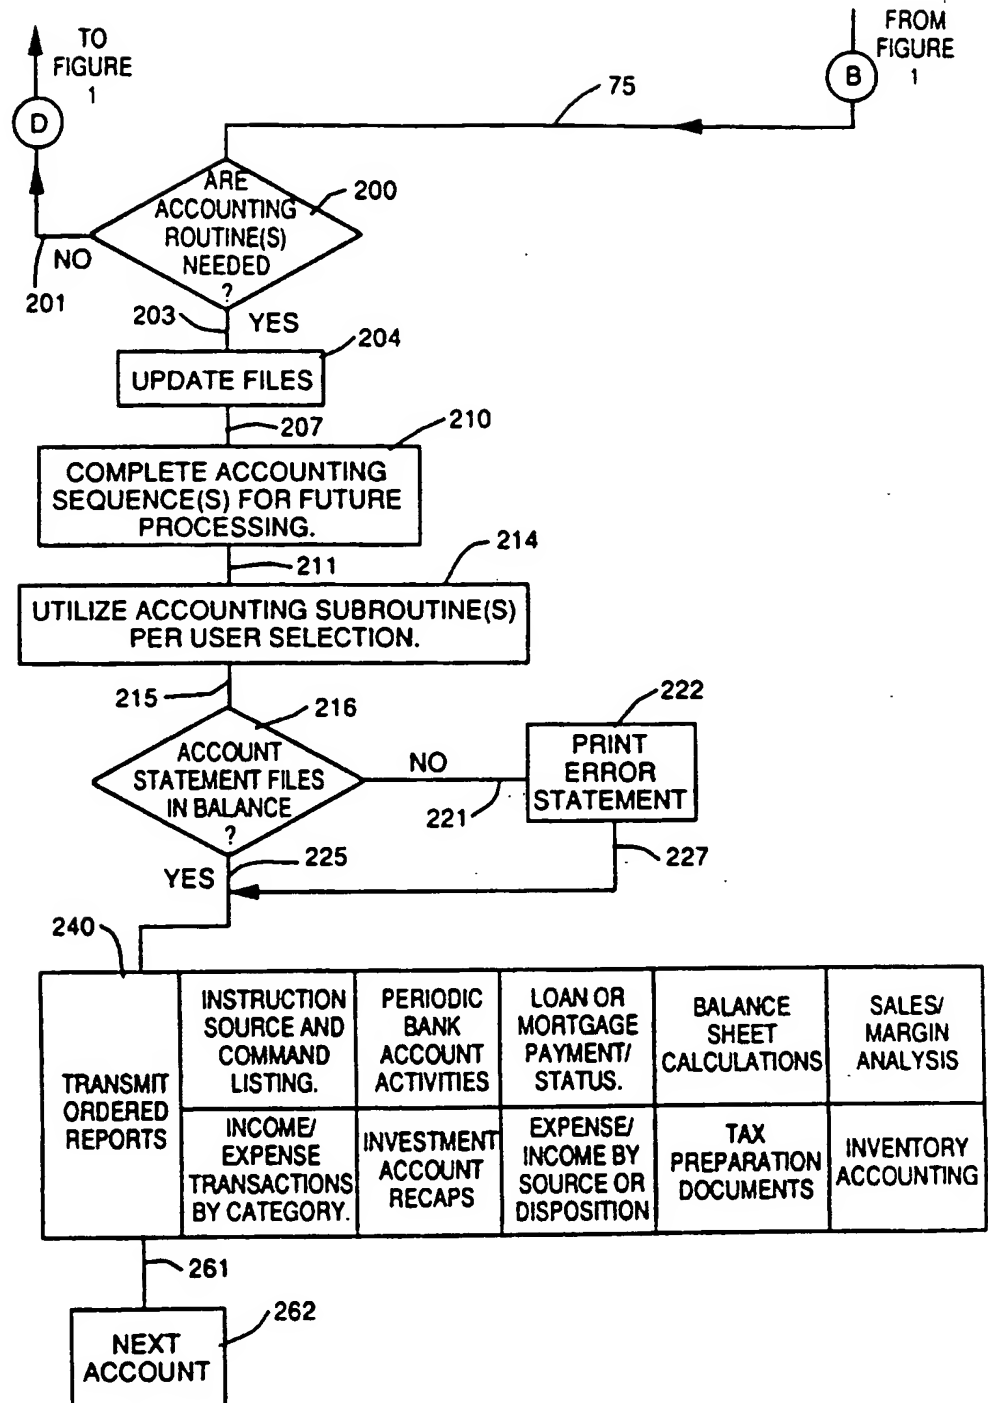 TO
FIGURE
1
D
FROM
FIGURE
1
B
75
ARE
ACCOUNTING
ROUTINE(S)
NEEDED
?
200
NO
201
203
YES
204
UPDATE FILES
207
210
COMPLETE ACCOUNTING
SEQUENCE(S) FOR FUTURE
PROCESSING.
211
214
UTILIZE ACCOUNTING SUBROUTINE(S)
PER USER SELECTION.
215
216
ACCOUNT
STATEMENT FILES
IN BALANCE
?
NO
221
222
PRINT
ERROR
STATEMENT
227
225
YES
240
TRANSMIT
ORDERED
REPORTS
INSTRUCTION
SOURCE AND
COMMAND
LISTING.
PERIODIC
BANK
ACCOUNT
ACTIVITIES
LOAN OR
MORTGAGE
PAYMENT/
STATUS.
BALANCE
SHEET
CALCULATIONS
SALES/
MARGIN
ANALYSIS
INCOME/
EXPENSE
TRANSACTIONS
BY CATEGORY.
INVESTMENT
ACCOUNT
RECAPS
EXPENSE/
INCOME BY
SOURCE OR
DISPOSITION
TAX
PREPARATION
DOCUMENTS
INVENTORY
ACCOUNTING
261
262
NEXT
ACCOUNT